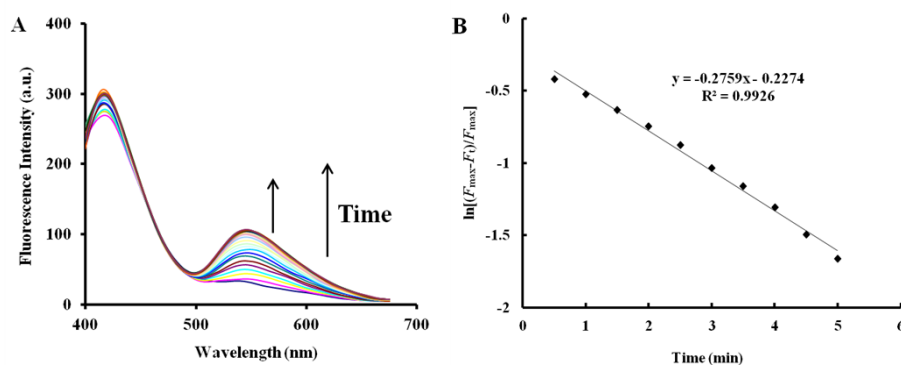 A
400
300
200
100
0
400
500
600
700
Fluorescence Intensity (a.u.)
Wavelength (nm)
Time
B
0
-0.5
-1
-1.5
-2
0
1
2
3
4
5
6
ln[(Fmax-Ft)/Fmax]
Time (min)
y = -0.2759x - 0.2274
R² = 0.9926